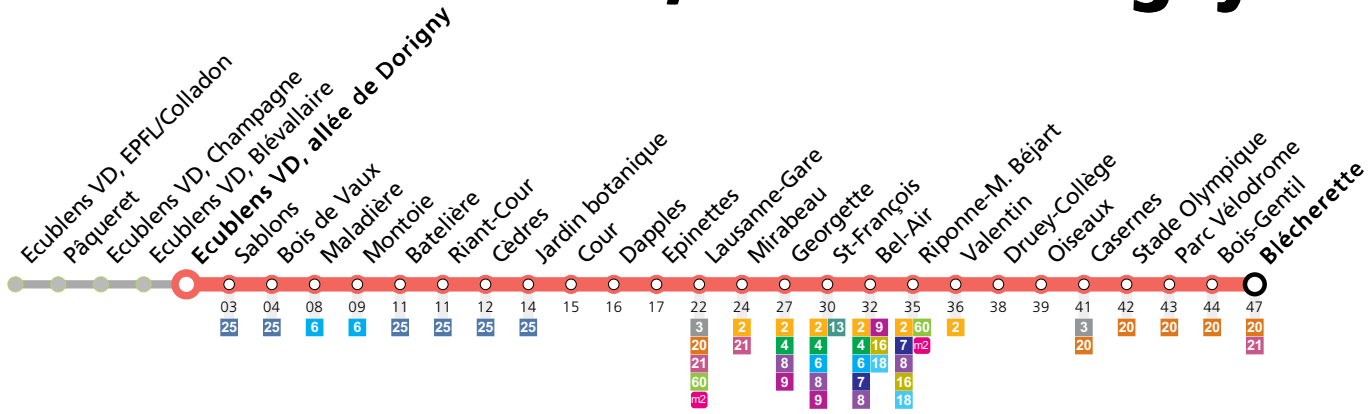 Ecublens VD, EPFL/Colladon
Pâqueret
Ecublens VD, Champagne
Ecublens VD, Blévallaire
Ecublens VD, allée de Dorigny
Sablons
Bois de Vaux
Maladière
Montoie
Batelière
Riant-Cour
Cèdres
Jardin botanique
Cour
Dapples
Epinettes
Lausanne-Gare
Mirabeau
Georgette
St-François
Bel-Air
Riponne-M. Béjart
Valentin
Druey-Collège
Oiseaux
Casernes
Stade Olympique
Parc Vélodrome
Bois-Gentil
Blécherette
03 04 08 09 11 11 12 14 15 16 17 22 24 27 30 32 35 36 38 39 41 42 43 44 47
25 25 6 6 25 25 25 25 3 2 2 2 13 2 9 2 60 2 3 20 20 20 20
20 21 4 4 4 16 7 m2 20 21
21 8 6 6 18 8
60 9 8 7 16
m2 9 8 18